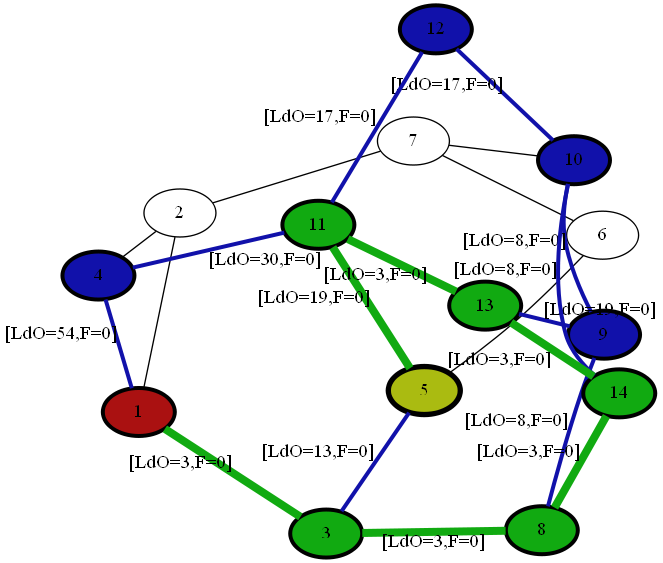 12
[LdO=17,F=0]
[LdO=17,F=0]
7
10
2
11
6
[LdO=8,F=0]
[LdO=30,F=0]
[LdO=3,F=0]
[LdO=8,F=0]
4
[LdO=19,F=0]
13
[LdO=19,F=0]
[LdO=54,F=0]
9
[LdO=3,F=0]
5
14
1
[LdO=8,F=0]
[LdO=13,F=0]
[LdO=3,F=0]
[LdO=3,F=0]
3
8
[LdO=3,F=0]